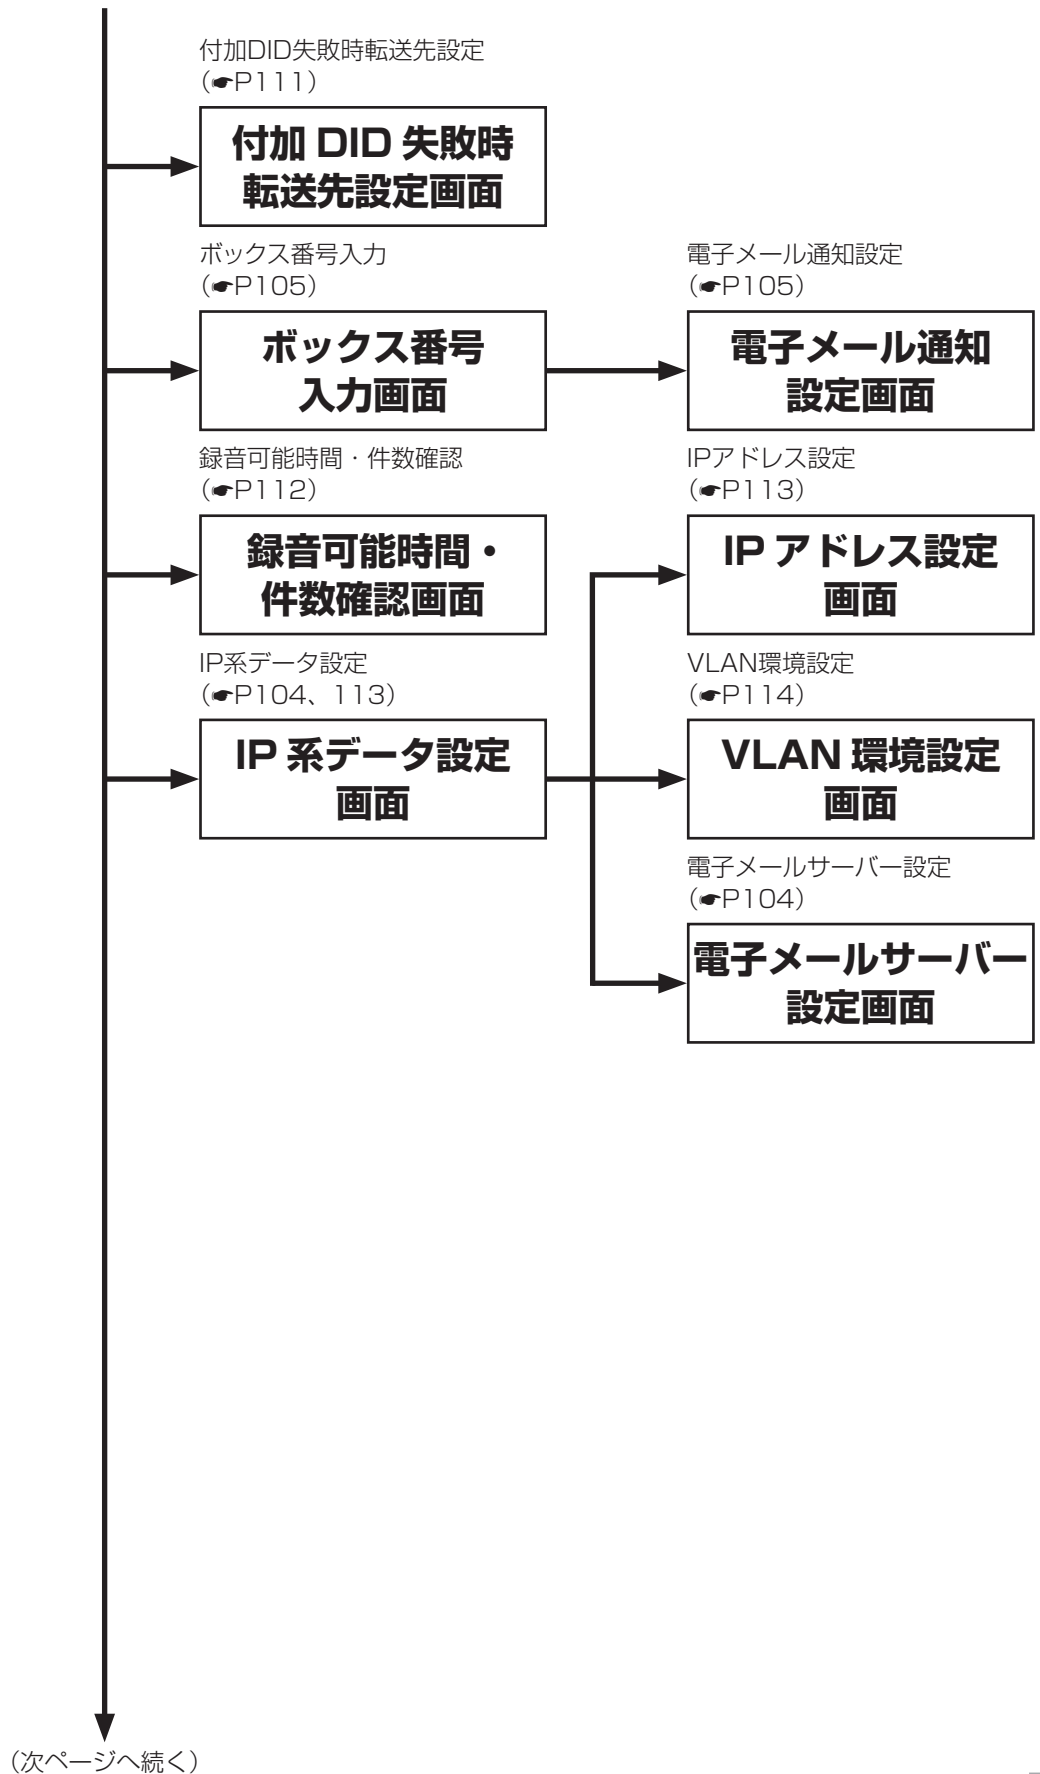 付加DID失敗時転送先設定
(☛P111)
付加 DID 失敗時
転送先設定画面
ボックス番号入力
(☛P105)
ボックス番号
入力画面
電子メール通知設定
(☛P105)
電子メール通知
設定画面
録音可能時間・件数確認
(☛P112)
録音可能時間・
件数確認画面
IPアドレス設定
(☛P113)
IP アドレス設定
画面
IP系データ設定
(☛P104、113)
IP 系データ設定
画面
VLAN環境設定
(☛P114)
VLAN 環境設定
画面
電子メールサーバー設定
(☛P104)
電子メールサーバー
設定画面
(次ページへ続く)